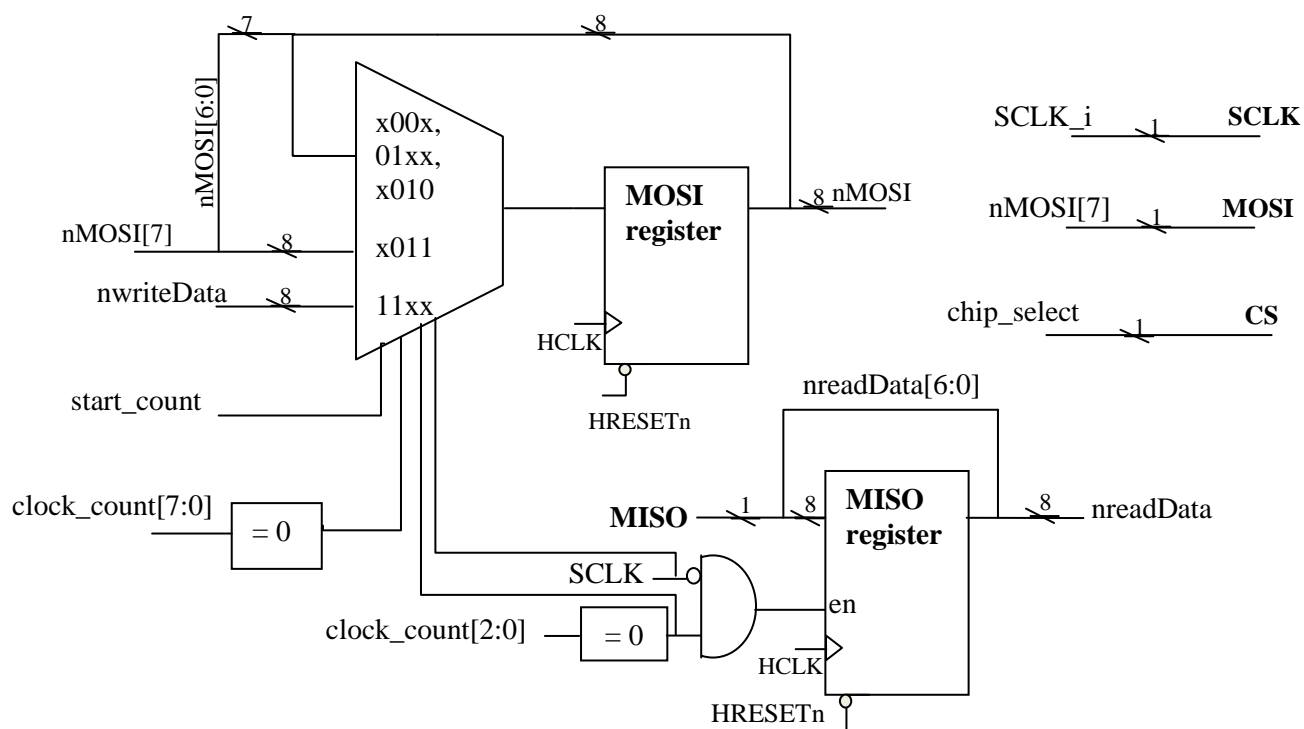 7
8
nMOSI[6:0]
x00x,
01xx,
x010
x011
11xx
nMOSI[7]
8
nwriteData
8
start_count
clock_count[7:0]
= 0
MOSI
register
HCLK
HRESETn
8
nMOSI
SCLK_i
1
SCLK
nMOSI[7]
1
MOSI
chip_select
1
CS
nreadData[6:0]
MISO
1
8
MISO
register
8
nreadData
SCLK
en
clock_count[2:0]
= 0
HCLK
HRESETn